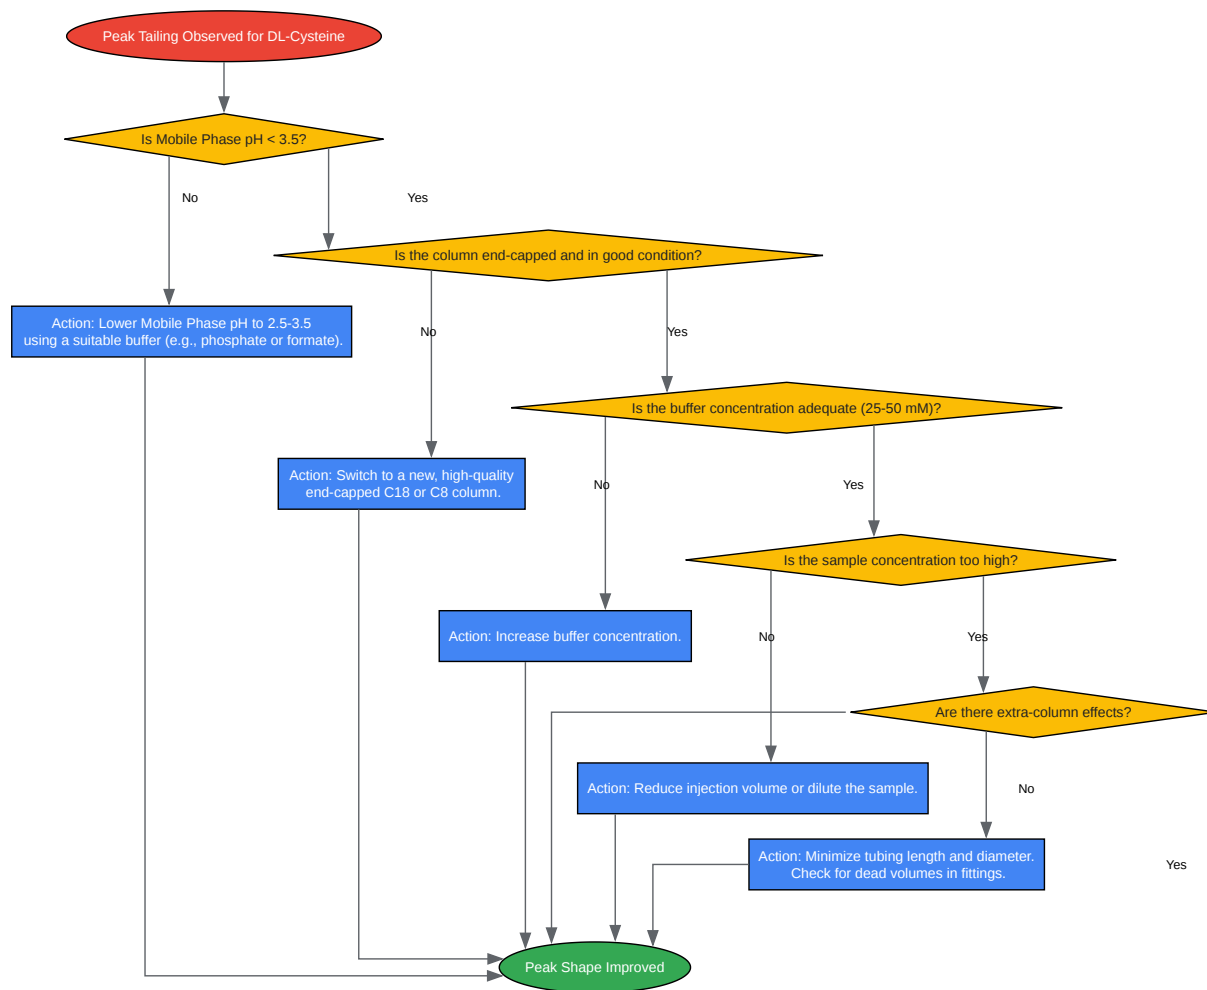 Peak Tailing Observed for DL-Cysteine
Is Mobile Phase pH < 3.5?
No
Yes
Is the column end-capped and in good condition?
Action: Lower Mobile Phase pH to 2.5-3.5
using a suitable buffer (e.g., phosphate or formate).
No
Yes
Is the buffer concentration adequate (25-50 mM)?
Action: Switch to a new, high-quality
end-capped C18 or C8 column.
No
Yes
Is the sample concentration too high?
Action: Increase buffer concentration.
No
Yes
Are there extra-column effects?
Action: Reduce injection volume or dilute the sample.
No
Action: Minimize tubing length and diameter.
Check for dead volumes in fittings.
Yes
Peak Shape Improved